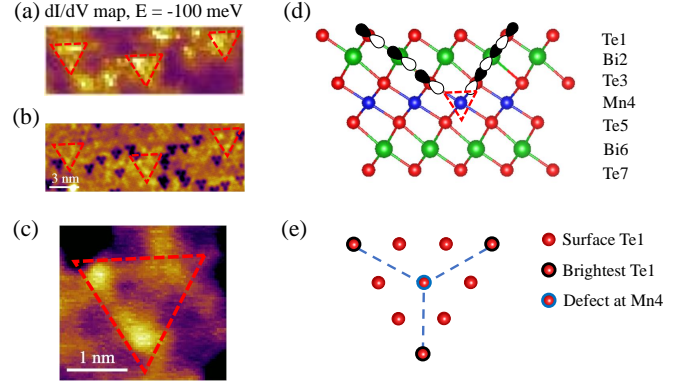 (a) dI/dV map, E = -100 meV
(b)
3 nm
(c)
1 nm
(d)
Te1
Bi2
Te3
Mn4
Te5
Bi6
Te7
(e)
Surface Te1
Brightest Te1
Defect at Mn4